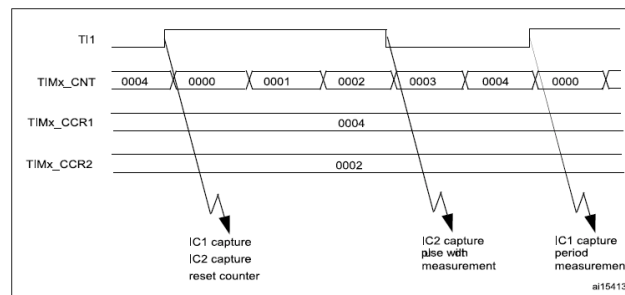 TI1
TIMx_CNT 0004 0000 0001 0002 0003 0004 0000
TIMx_CCR1 0004
TIMx_CCR2 0002
IC1 capture
IC2 capture
reset counter
IC2 capture
pulse width
measurement
IC1 capture
period
measuremen
ai15413